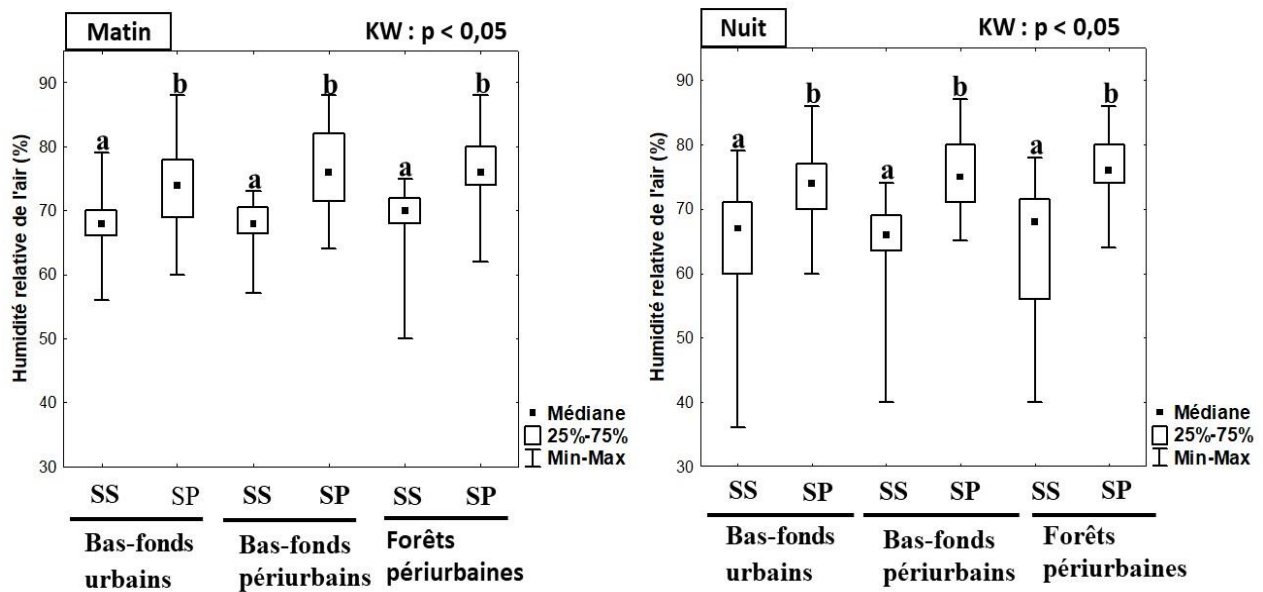 Matin
KW : p < 0,05
Humidité relative de l'air (%)
90
80
70
60
50
40
30
a
b
a
b
a
b
Médiane
25%-75%
Min-Max
SS SP SS SP SS SP
Bas-fonds urbains
Bas-fonds périurbains
Forêts périurbaines
Nuit
KW : p < 0,05
Humidité relative de l'air (%)
90
80
70
60
50
40
30
a
b
a
b
a
b
Médiane
25%-75%
Min-Max
SS SP SS SP SS SP
Bas-fonds urbains
Bas-fonds périurbains
Forêts périurbaines